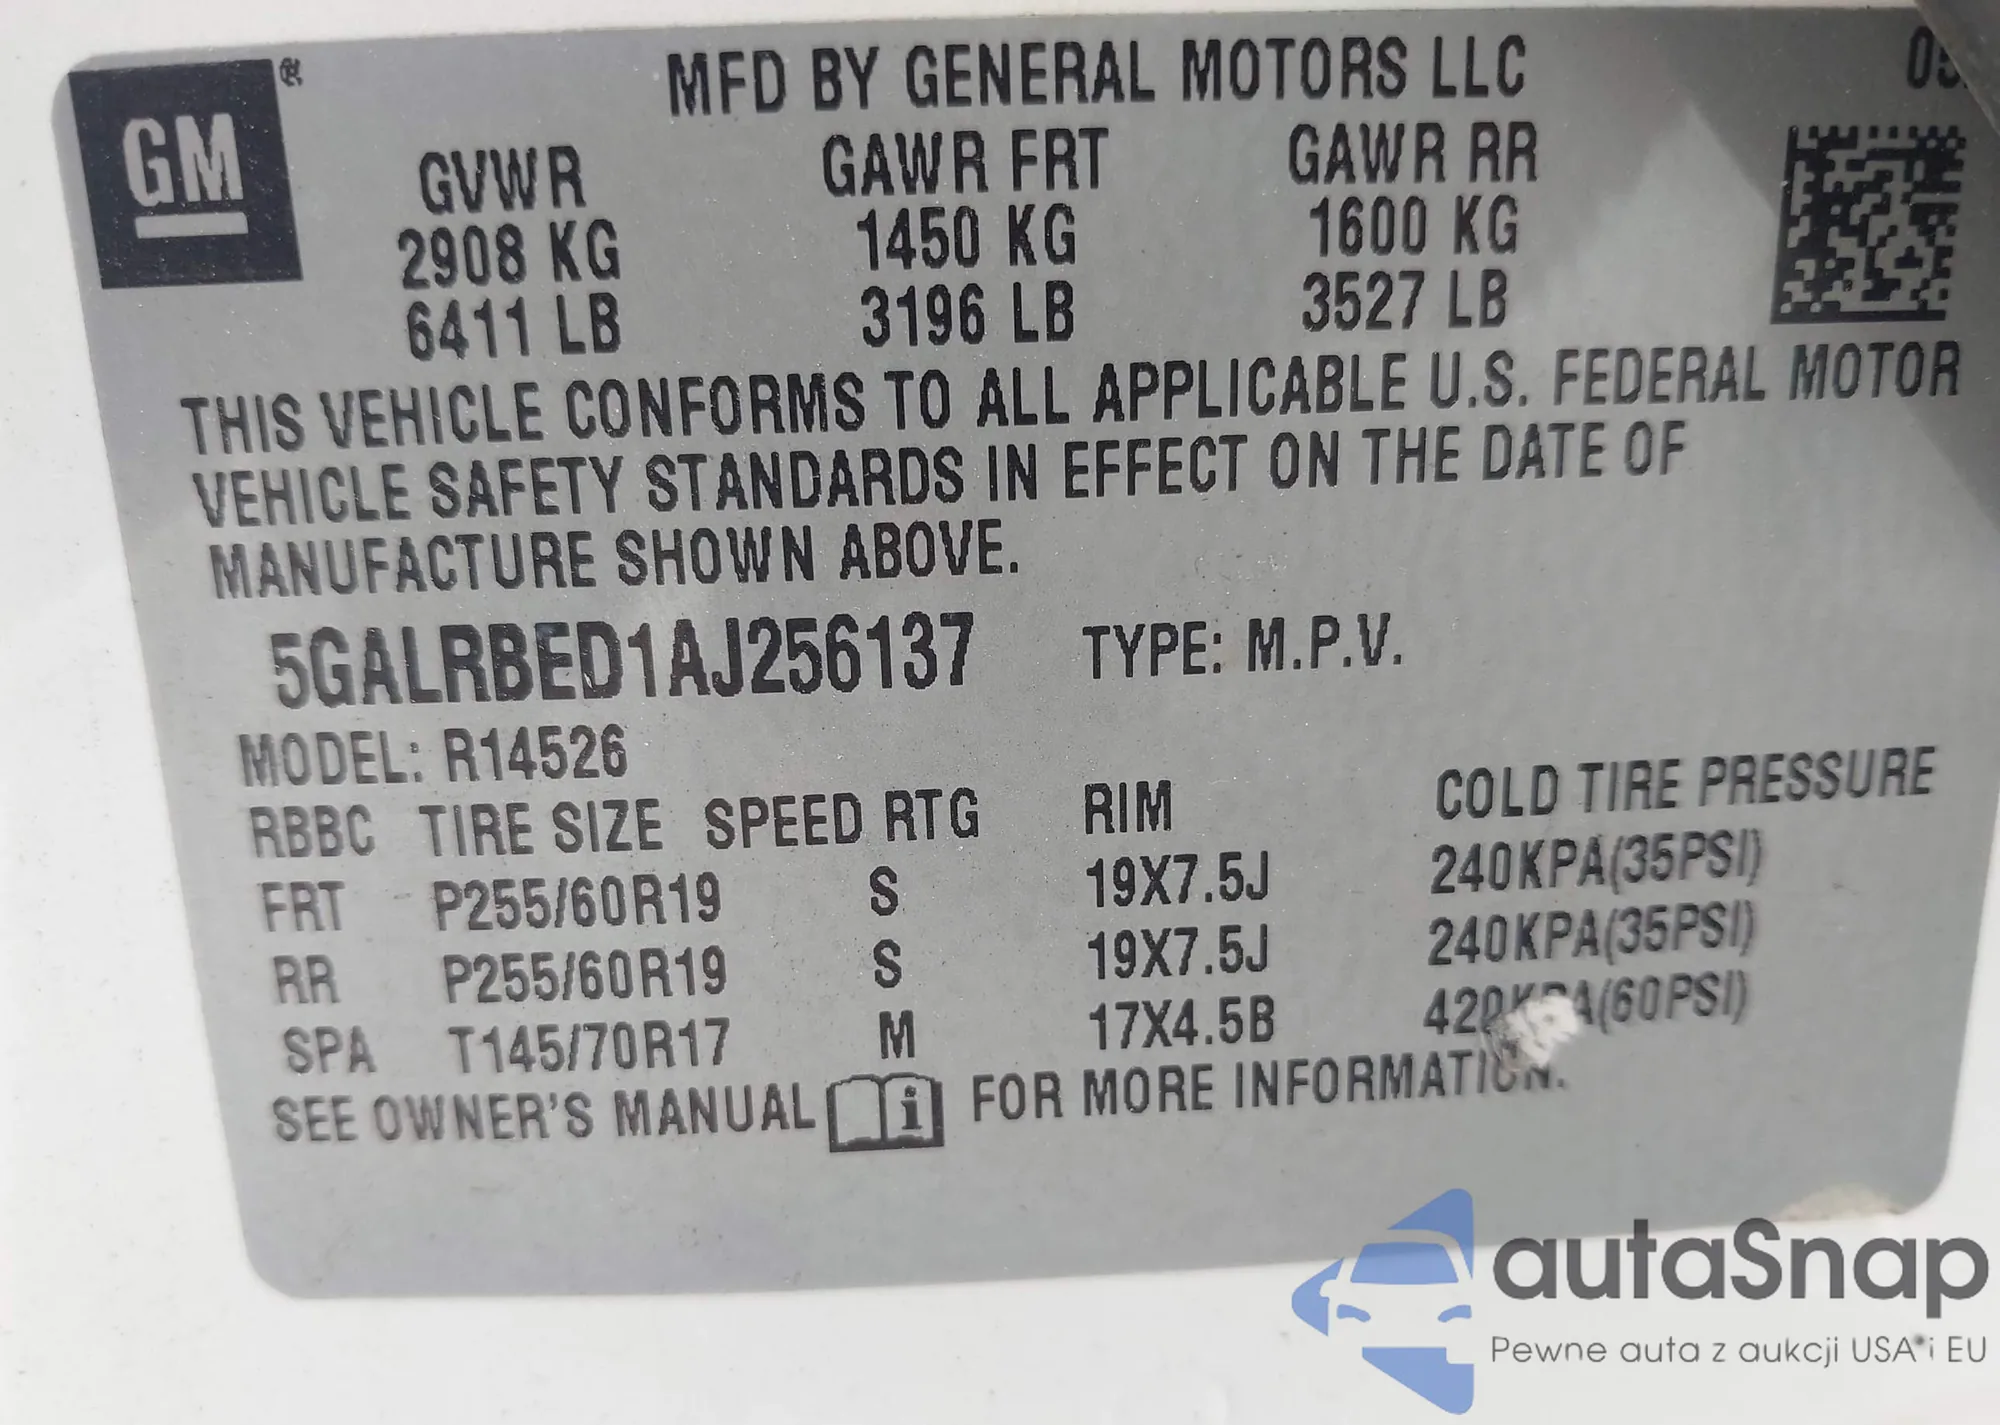 GM ®
MFD BY GENERAL MOTORS LLC
GVWR GAWR FRT GAWR RR
2908 KG 1450 KG 1600 KG
6411 LB 3196 LB 3527 LB
THIS VEHICLE CONFORMS TO ALL APPLICABLE U.S. FEDERAL MOTOR
VEHICLE SAFETY STANDARDS IN EFFECT ON THE DATE OF
MANUFACTURE SHOWN ABOVE.
5GALRBED1AJ256137 TYPE: M.P.V.
MODEL: R14526
RBBC TIRE SIZE SPEED RTG RIM COLD TIRE PRESSURE
FRT P255/60R19 S 19X7.5J 240KPA(35PSI)
RR P255/60R19 S 19X7.5J 240KPA(35PSI)
SPA T145/70R17 M 17X4.5B 420KPA(60PSI)
SEE OWNER'S MANUAL i FOR MORE INFORMATION.
autaSnap
Pewne auta z aukcji USA i EU